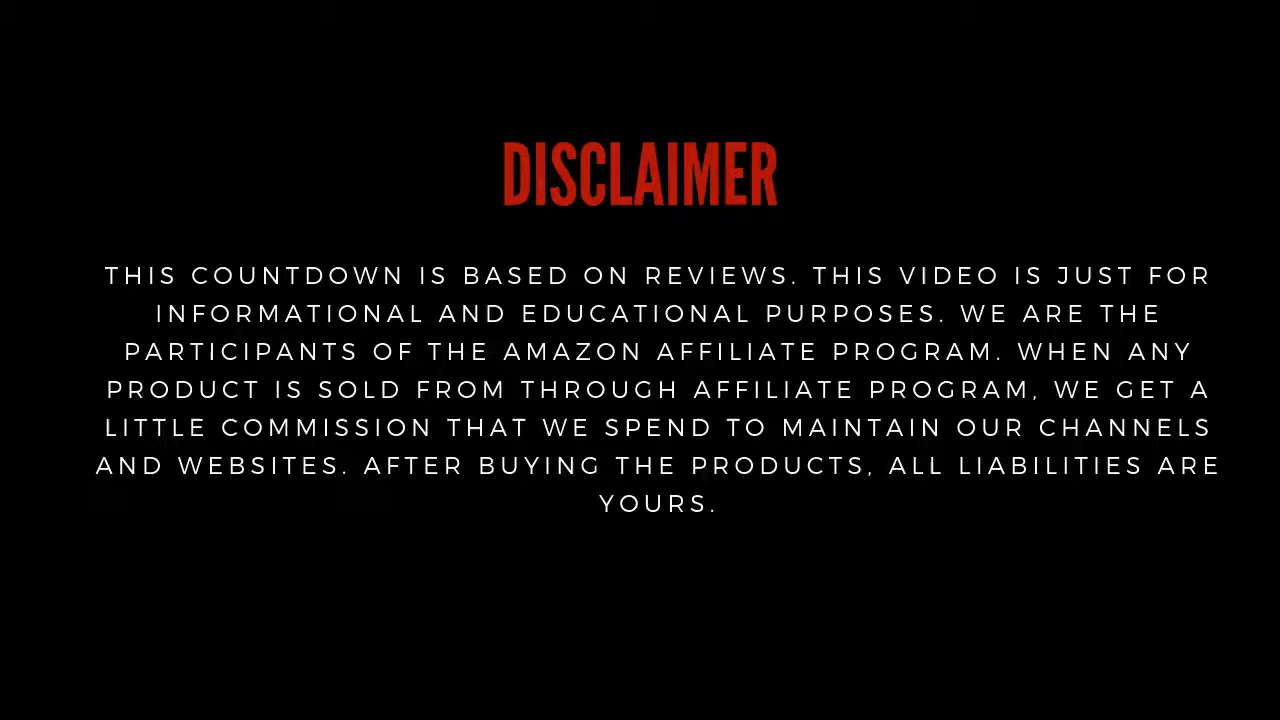 DISCLAIMER
THIS COUNTDOWN IS BASED ON REVIEWS. THIS VIDEO IS JUST FOR
INFORMATIONAL AND EDUCATIONAL PURPOSES. WE ARE THE
PARTICIPANTS OF THE AMAZON AFFILIATE PROGRAM. WHEN ANY
PRODUCT IS SOLD FROM THROUGH AFFILIATE PROGRAM, WE GET A
LITTLE COMMISSION THAT WE SPEND TO MAINTAIN OUR CHANNELS
AND WEBSITES. AFTER BUYING THE PRODUCTS, ALL LIABILITIES ARE
YOURS.